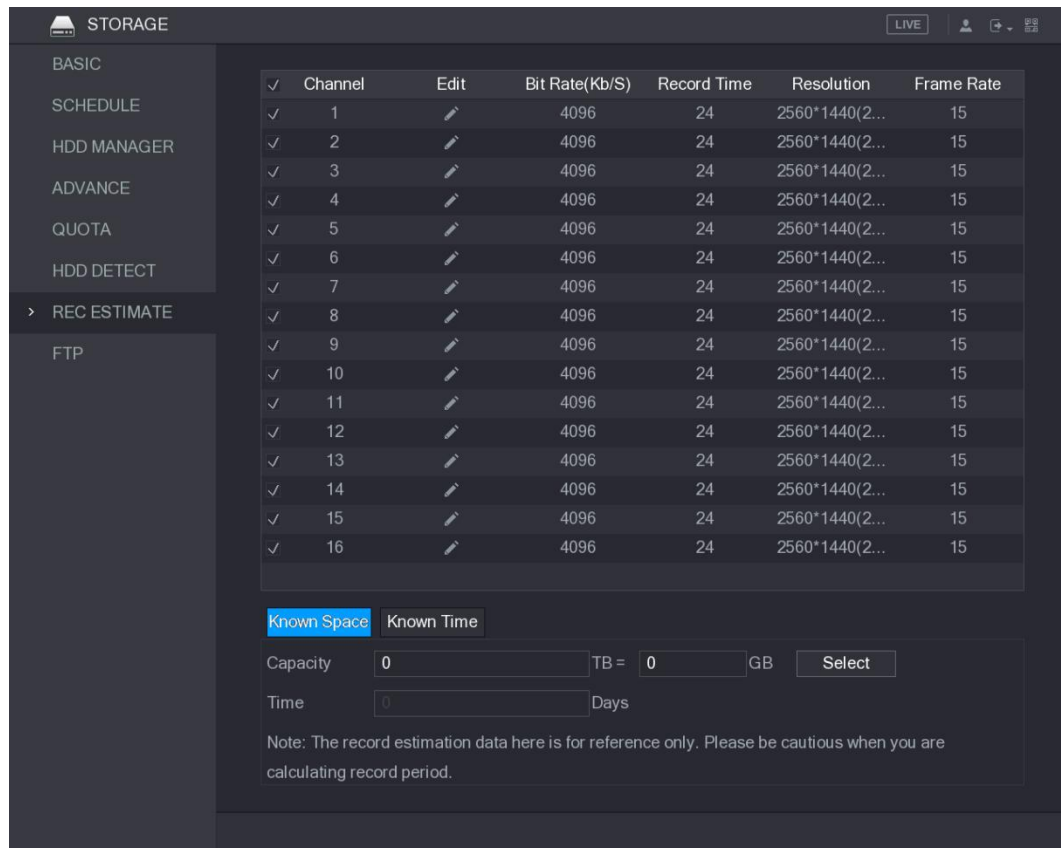 STORAGE LIVE
BASIC
SCHEDULE
HDD MANAGER
ADVANCE
QUOTA
HDD DETECT
> REC ESTIMATE
FTP
Channel Edit Bit Rate(Kb/S) Record Time Resolution Frame Rate
1 4096 24 2560*1440(2... 15
2 4096 24 2560*1440(2... 15
3 4096 24 2560*1440(2... 15
4 4096 24 2560*1440(2... 15
5 4096 24 2560*1440(2... 15
6 4096 24 2560*1440(2... 15
7 4096 24 2560*1440(2... 15
8 4096 24 2560*1440(2... 15
9 4096 24 2560*1440(2... 15
10 4096 24 2560*1440(2... 15
11 4096 24 2560*1440(2... 15
12 4096 24 2560*1440(2... 15
13 4096 24 2560*1440(2... 15
14 4096 24 2560*1440(2... 15
15 4096 24 2560*1440(2... 15
16 4096 24 2560*1440(2... 15
Known Space Known Time
Capacity 0 TB = 0 GB Select
Time 0 Days
Note: The record estimation data here is for reference only. Please be cautious when you are
calculating record period.